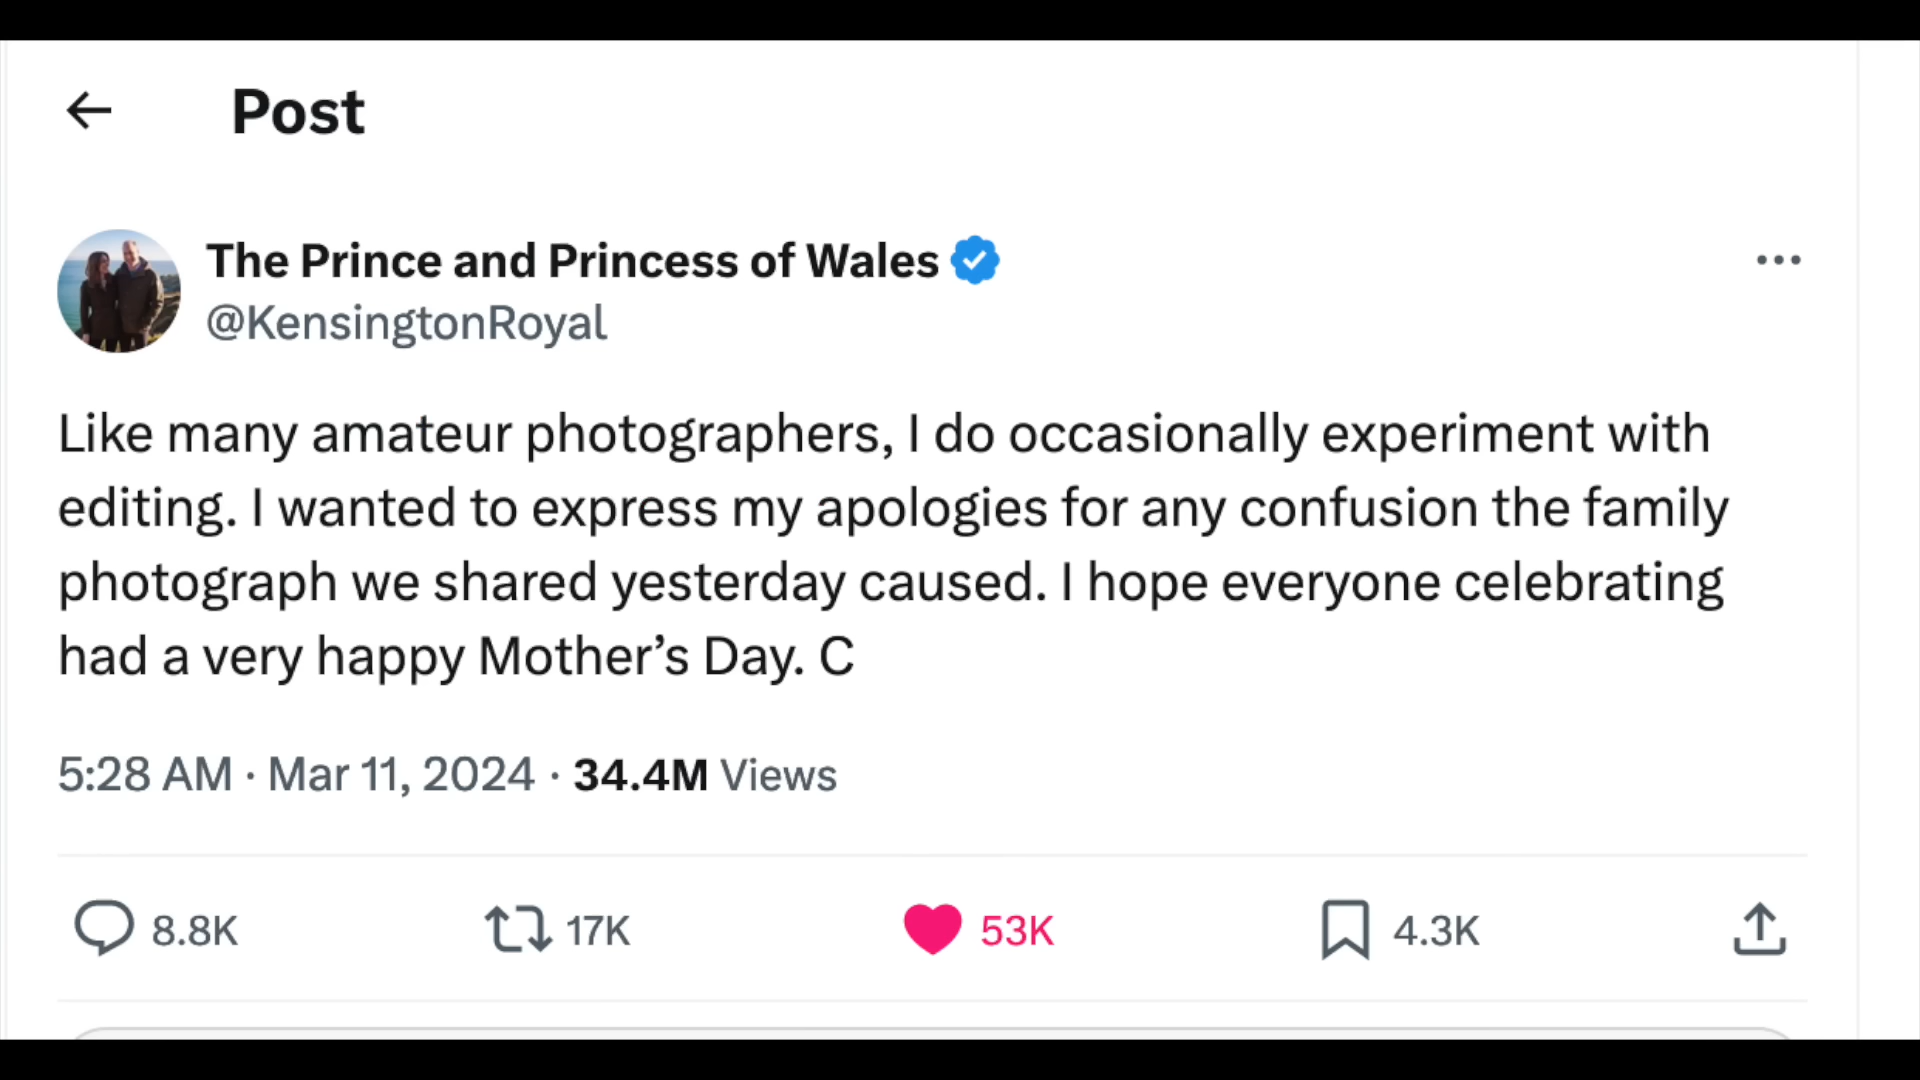 Post
The Prince and Princess of Wales
@KensingtonRoyal
Like many amateur photographers, I do occasionally experiment with
editing. I wanted to express my apologies for any confusion the family
photograph we shared yesterday caused. I hope everyone celebrating
had a very happy Mother’s Day. C
5:28 AM · Mar 11, 2024 · 34.4M Views
8.8K 17K 53K 4.3K